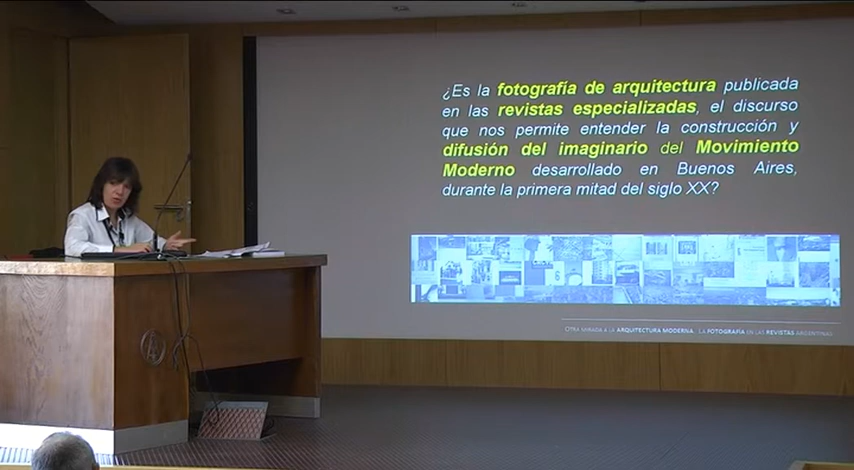 ¿Es la fotografía de arquitectura publicada
en las revistas especializadas, el discurso
que nos permite entender la construcción y
difusión del imaginario del Movimiento
Moderno desarrollado en Buenos Aires,
durante la primera mitad del siglo XX?
OTRA MIRADA A LA ARQUITECTURA MODERNA. LA FOTOGRAFÍA EN LAS REVISTAS ARGENTINAS